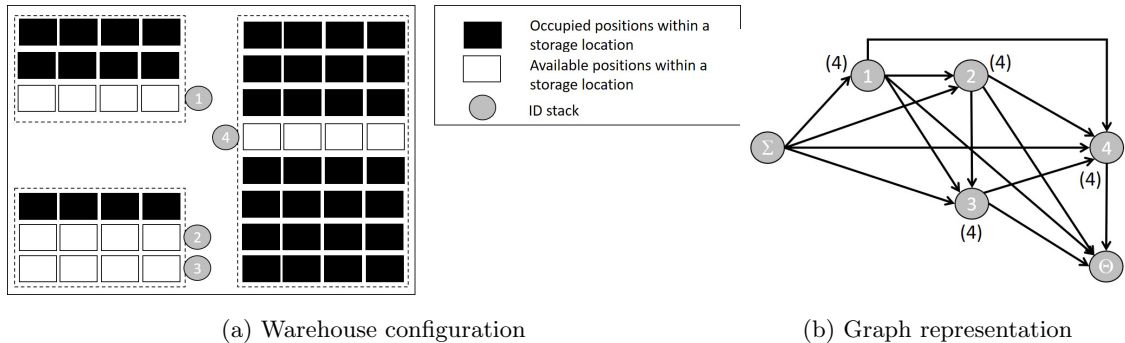 1
4
2
3
Occupied positions within a
storage location
Available positions within a
storage location
ID stack
(4)
1
2
(4)
Σ
4
(4)
3
(4)
Θ
(a) Warehouse configuration
(b) Graph representation